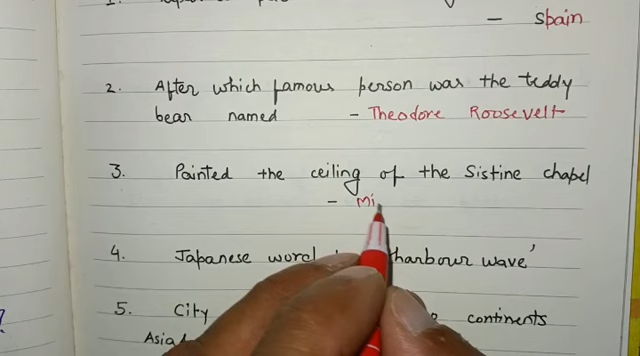 - spain
2. After which famous person was the teddy
bear named - Theodore Roosevelt
3. Painted the ceiling of the Sistine chapel
- Mi
4. Japanese word harbour wave'
5. City continents
Asia